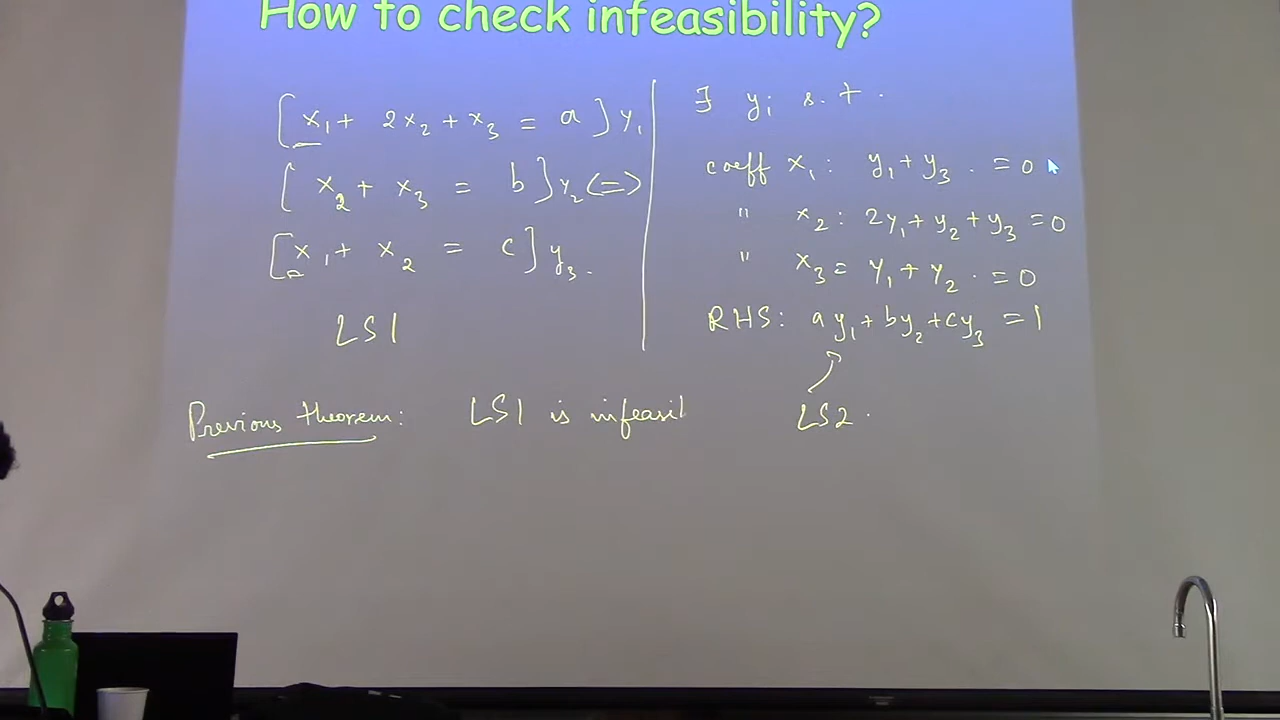 How to check infeasibility?
[x₁ + 2x₂ + x₃ = a] y₁
[x₂ + x₃ = b] y₂ (=>
[x₁ + x₂ = c] y₃.
LS1
∃ yᵢ s.t.
coeff x₁: y₁ + y₃. = 0
" x₂: 2y₁ + y₂ + y₃ = 0
" x₃ = y₁ + y₂. = 0
RHS: ay₁ + by₂ + cy₃ = 1
LS2.
Previous theorem: LS1 is infeasil